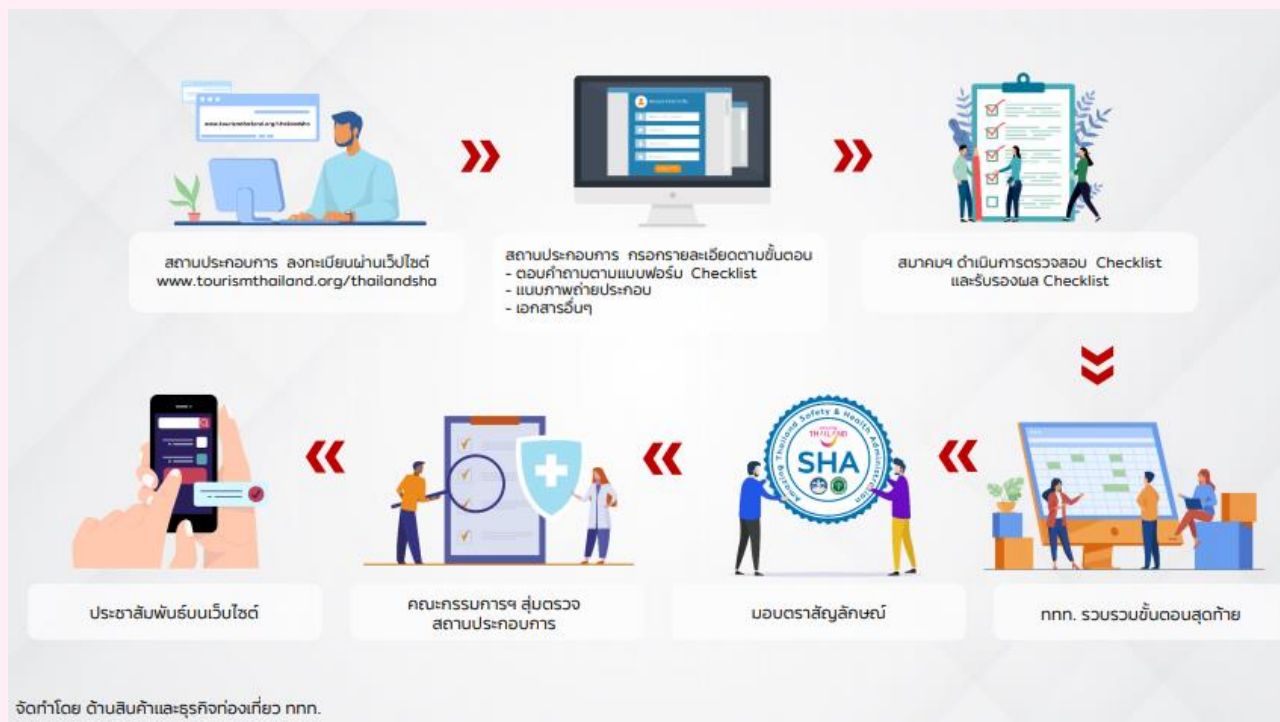 www.tourismthailand.org/thailandsha
สถานประกอบการ ลงทะเบียนผ่านเว็ปไซต์
www.tourismthailand.org/thailandsha
สถานประกอบการ กรอกรายละเอียดตามขั้นตอน
- ตอบคำถามตามแบบฟอร์ม Checklist
- แนบภาพถ่ายประกอบ
- เอกสารอื่นๆ
สมาคมฯ ดำเนินการตรวจสอบ Checklist
และรับรองผล Checklist
Amazing Thailand Safety & Health Administration
THAILAND
SHA
ประชาสัมพันธ์บนเว็บไซต์
คณะกรรมการฯ สุ่มตรวจ
สถานประกอบการ
มอบตราสัญลักษณ์
ททท. รวบรวมขั้นตอนสุดท้าย
จัดทำโดย ด้านสินค้าและธุรกิจท่องเที่ยว ททท.